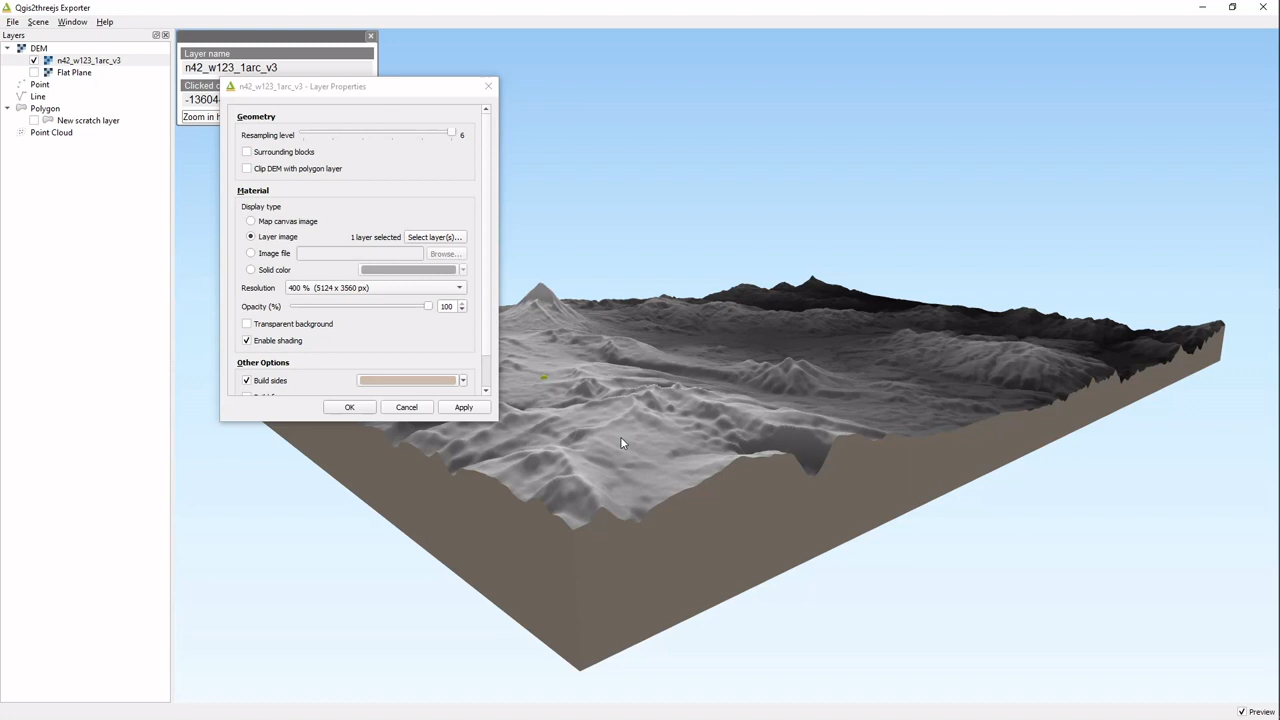 Qgis2threejs Exporter
File Scene Window Help
Layers
DEM
n42_w123_1arc_v3
Flat Plane
Point
Line
Polygon
New scratch layer
Point Cloud
Layer name
n42_w123_1arc_v3
Clicked c
-13604
Zoom in h
n42_w123_1arc_v3 - Layer Properties
Geometry
Resampling level 6
Surrounding blocks
Clip DEM with polygon layer
Material
Display type
Map canvas image
Layer image 1 layer selected Select layer(s)...
Image file Browse...
Solid color
Resolution 400 % (5124 x 3560 px)
Opacity (%) 100
Transparent background
Enable shading
Other Options
Build sides
OK Cancel Apply
Preview